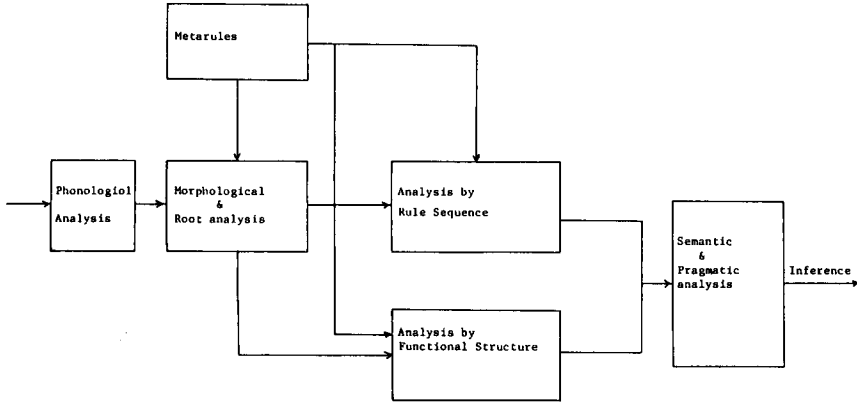 Metarules
Phonologiol
Analysis
Morphological
&
Root analysis
Analysis by
Rule Sequence
Analysis by
Functional Structure
Semantic
&
Pragmatic
analysis
Inference